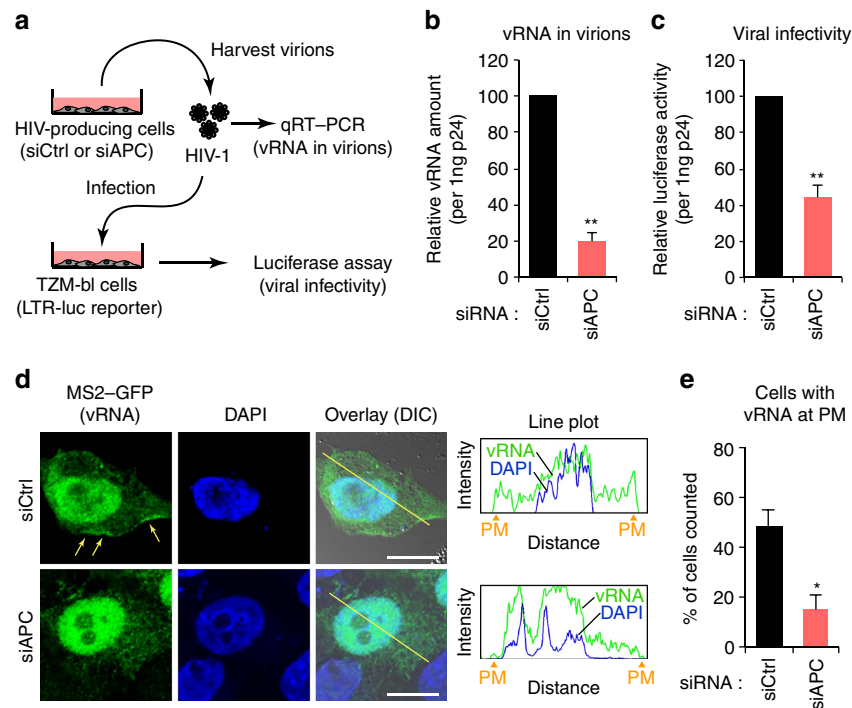 a
Harvest virions
HIV-producing cells
(siCtrl or siAPC)
HIV-1
qRT–PCR
(vRNA in virions)
Infection
TZM-bl cells
(LTR-luc reporter)
Luciferase assay
(viral infectivity)
b
vRNA in virions
Relative vRNA amount
(per 1ng p24)
120
100
80
60
40
20
0
**
siRNA :
siCtrl
siAPC
c
Viral infectivity
Relative luciferase activity
(per 1ng p24)
120
100
80
60
40
20
0
**
siCtrl
siAPC
d
MS2–GFP
(vRNA)
DAPI
Overlay (DIC)
Line plot
siCtrl
Intensity
vRNA
DAPI
PM
PM
Distance
siAPC
Intensity
vRNA
DAPI
PM
PM
Distance
e
Cells with
vRNA at PM
% of cells counted
80
60
40
20
0
*
siRNA :
siCtrl
siAPC